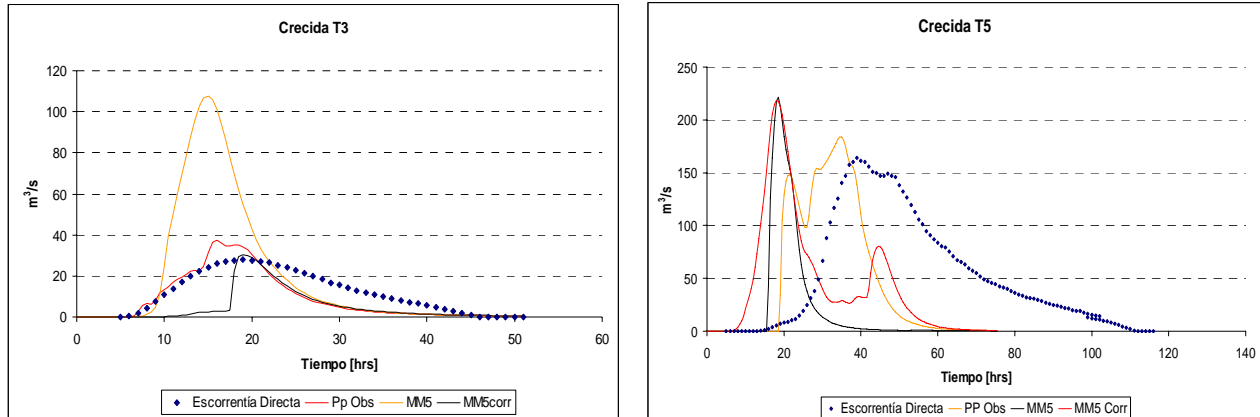 Crecida T3
120
100
80
60
40
20
0
m³/s
0 10 20 30 40 50 60
Tiempo [hrs]
Escorrentía Directa Pp Obs MM5 MM5corr
Crecida T5
250
200
150
100
50
0
m³/s
0 20 40 60 80 100 120 140
Tiempo [hrs]
Escorrentía Directa PP Obs MM5 MM5 Corr